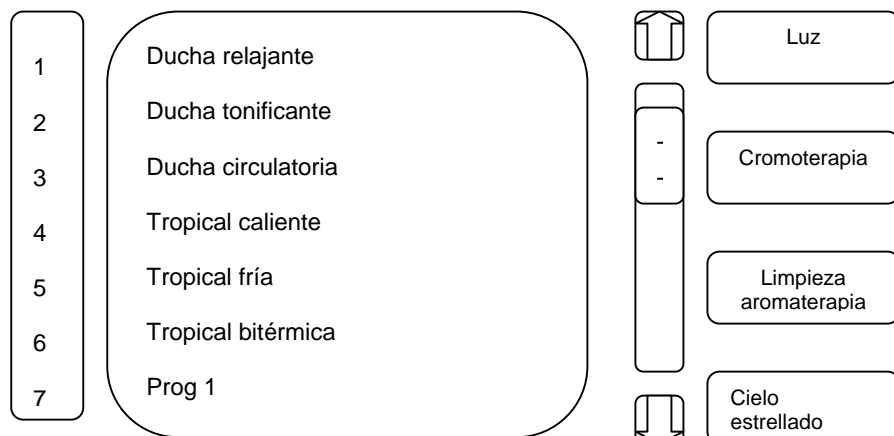 1
2
3
4
5
6
7
Ducha relajante
Ducha tonificante
Ducha circulatoria
Tropical caliente
Tropical fría
Tropical bitérmica
Prog 1
-
-
Luz
Cromoterapia
Limpieza
aromaterapia
Cielo
estrellado